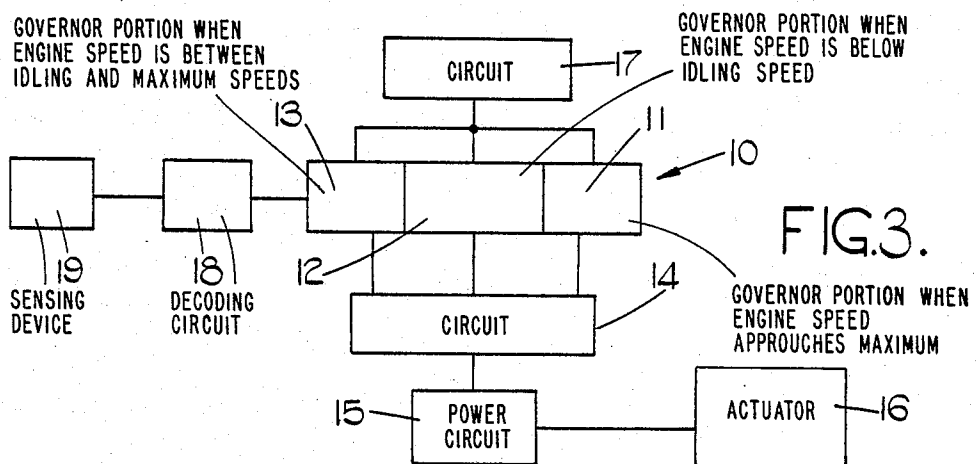 GOVERNOR PORTION WHEN
ENGINE SPEED IS BETWEEN
IDLING AND MAXIMUM SPEEDS
GOVERNOR PORTION WHEN
ENGINE SPEED IS BELOW
IDLING SPEED
CIRCUIT
17
13
11
10
FIG.3.
19
18
12
14
SENSING
DEVICE
DECODING
CIRCUIT
CIRCUIT
GOVERNOR PORTION WHEN
ENGINE SPEED
APPROUCHES MAXIMUM
15
POWER
CIRCUIT
ACTUATOR
16